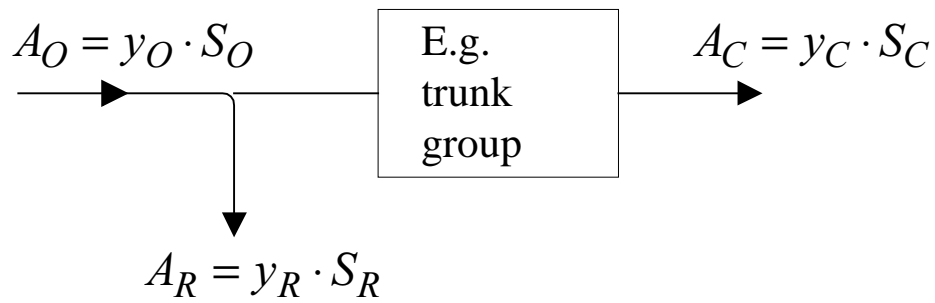 A_O = y_O · S_O
E.g.
trunk
group
A_C = y_C · S_C
A_R = y_R · S_R